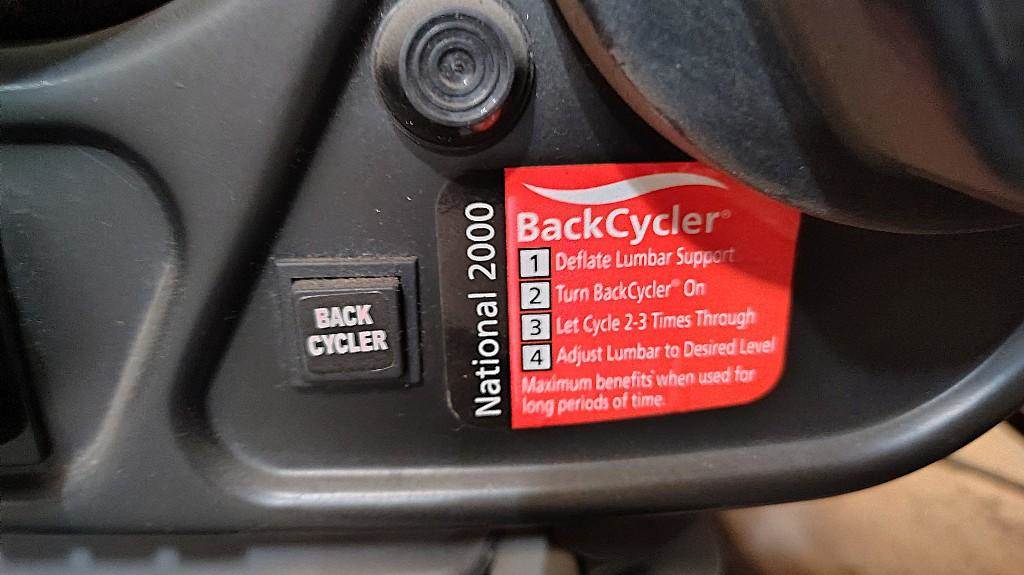 BACK
CYCLER
National 2000
BackCycler®
1 Deflate Lumbar Support
2 Turn BackCycler® On
3 Let Cycle 2-3 Times Through
4 Adjust Lumbar to Desired Level
Maximum benefits when used for
long periods of time.